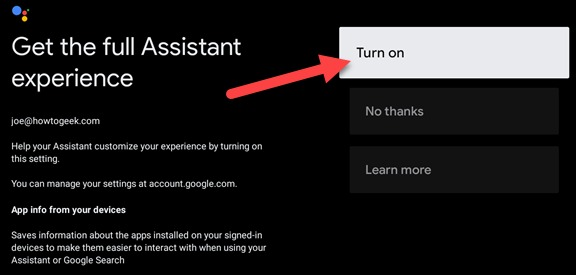 Get the full Assistant
experience
joe@howtogeek.com
Help your Assistant customize your experience by turning on
this setting.
You can manage your settings at account.google.com.
App info from your devices
Saves information about the apps installed on your signed-in
devices to make them easier to interact with when using your
Assistant or Google Search
Turn on
No thanks
Learn more